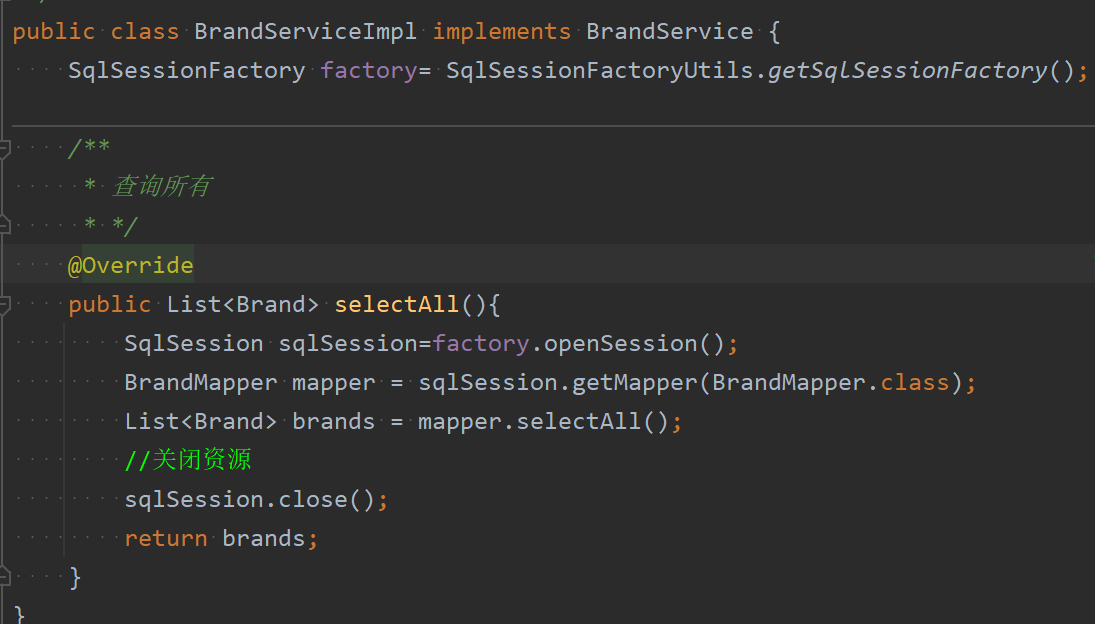 public class BrandServiceImpl implements BrandService {
SqlSessionFactory factory= SqlSessionFactoryUtils.getSqlSessionFactory();
/**
* 查询所有
* */
@Override
public List<Brand> selectAll(){
SqlSession sqlSession=factory.openSession();
BrandMapper mapper = sqlSession.getMapper(BrandMapper.class);
List<Brand> brands = mapper.selectAll();
//关闭资源
sqlSession.close();
return brands;
}
}